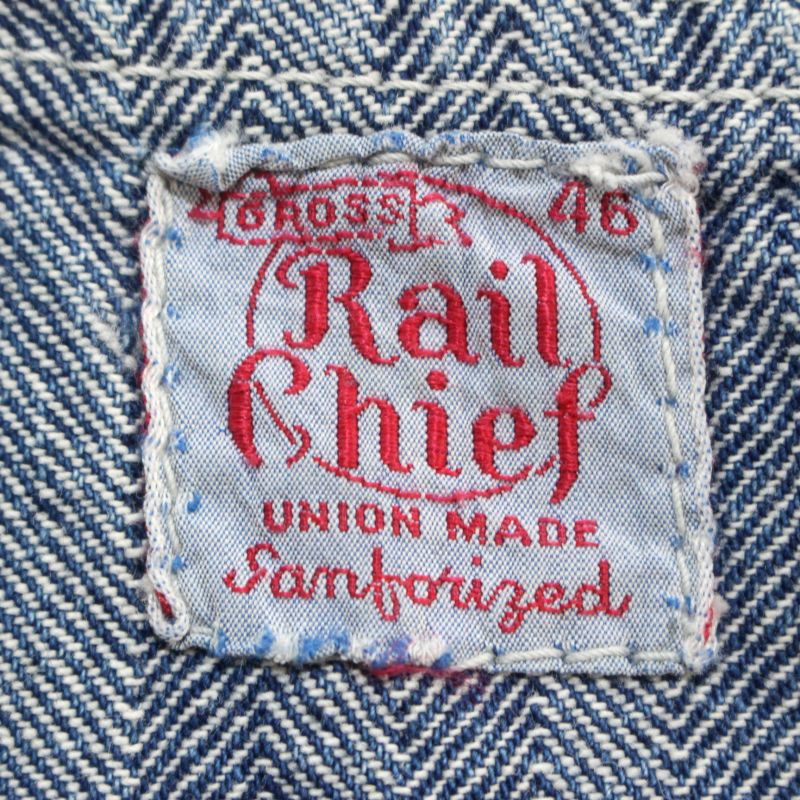 GROSS 46
Rail
Chief
UNION MADE
Sanforized